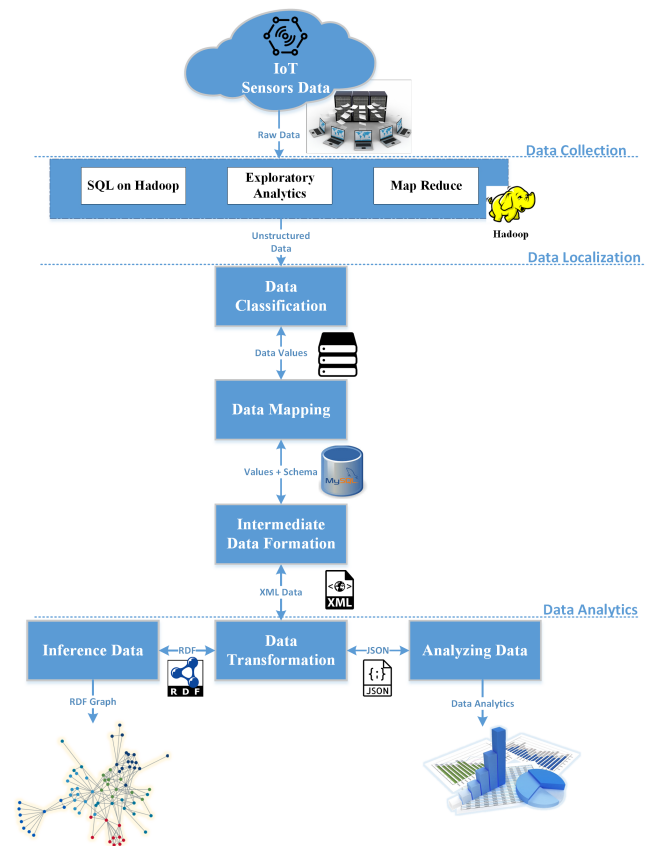 IoT
Sensors Data
Raw Data
Data Collection
SQL on Hadoop
Exploratory
Analytics
Map Reduce
Hadoop
Unstructured
Data
Data Localization
Data
Classification
Data Values
Data Mapping
Values + Schema
MySQL
Intermediate
Data Formation
XML Data
XML
Data Analytics
Inference Data
RDF
RDF
Data
Transformation
JSON
{;}
JSON
Analyzing Data
RDF Graph
Data Analytics